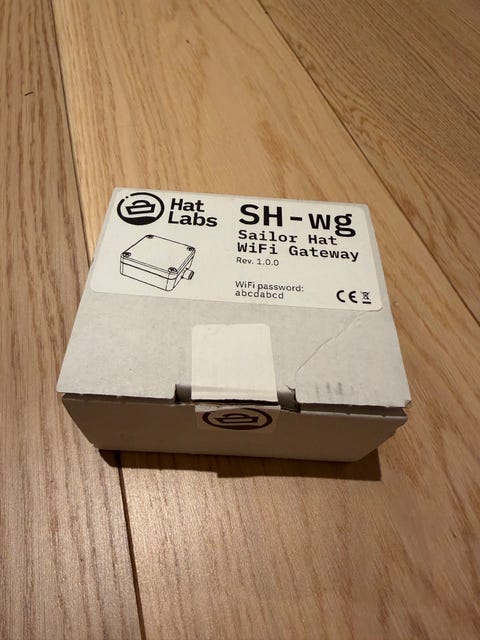 Hat
Labs
SH-wg
Sailor Hat
WiFi Gateway
Rev. 1.0.0
WiFi password:
abcdabcd
CE